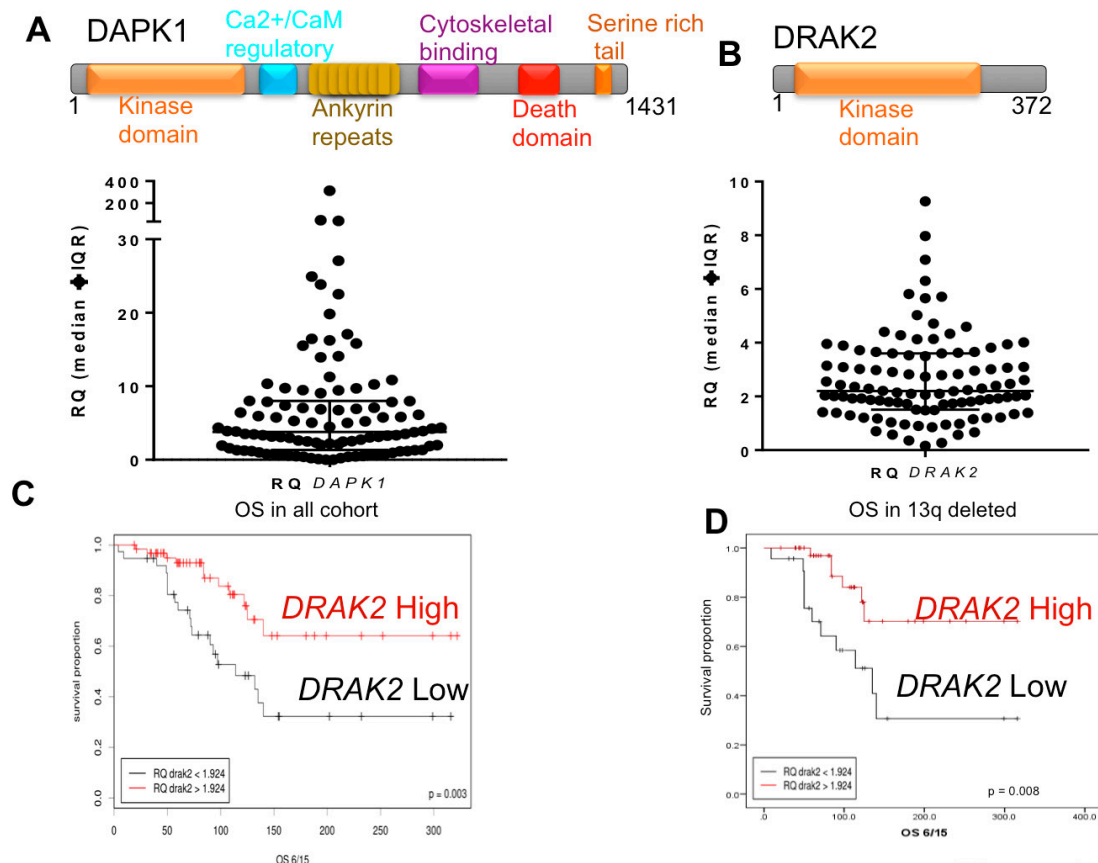 A
DAPK1
Ca2+/CaM
regulatory
Cytoskeletal
binding
Serine rich
tail
1
Kinase
domain
Ankyrin
repeats
Death
domain
1431
B
DRAK2
1
Kinase
domain
372
400
200
30
20
10
0
RQ (median ✦IQR)
RQ DAPK1
10
8
6
4
2
0
RQ (median ✦IQR)
RQ DRAK2
C
OS in all cohort
1.0
0.8
0.6
0.4
0.2
0.0
survival proportion
DRAK2 High
DRAK2 Low
RQ drak2 < 1.924
RQ drak2 > 1.924
p = 0.003
0 50 100 150 200 250 300
OS 6/15
D
OS in 13q deleted
1.0
0.8
0.6
0.4
0.2
0.0
Survival proportion
DRAK2 High
DRAK2 Low
RQ drak2 < 1.924
RQ drak2 > 1.924
p = 0.008
.0 100.0 200.0 300.0 400.0
OS 6/15